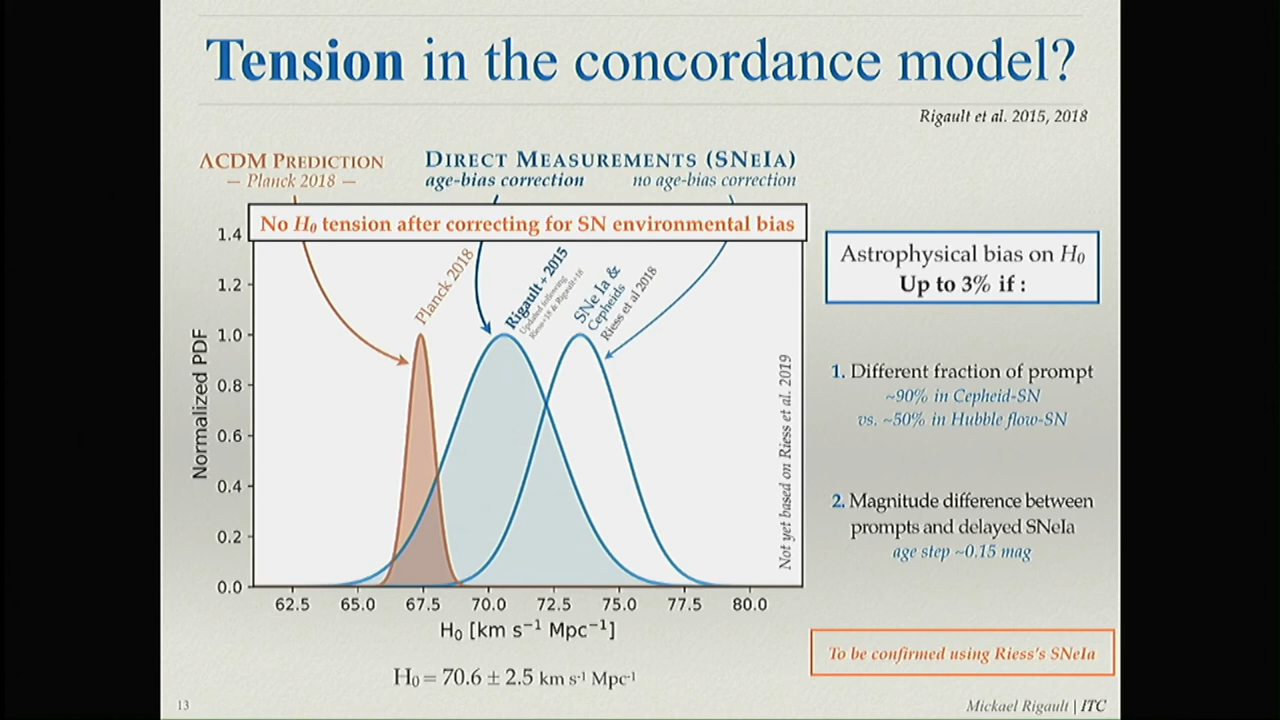 Tension in the concordance model?
Rigault et al. 2015, 2018
ΛCDM PREDICTION
— Planck 2018 —
DIRECT MEASUREMENTS (SNEIA)
age-bias correction
no age-bias correction
No H₀ tension after correcting for SN environmental bias
1.4
1.2
1.0
0.8
0.6
0.4
0.2
0.0
Normalized PDF
Planck 2018
Rigault+ 2015
Updated following
Riess+18 & Rigault+18
SNe Ia &
Cepheids
Riess et al 2018
Not yet based on Riess et al. 2019
62.5 65.0 67.5 70.0 72.5 75.0 77.5 80.0
H₀ [km s⁻¹ Mpc⁻¹]
H₀ = 70.6 ± 2.5 km s⁻¹ Mpc⁻¹
Astrophysical bias on H₀
Up to 3% if :
1. Different fraction of prompt
~90% in Cepheid-SN
vs. ~50% in Hubble flow-SN
2. Magnitude difference between
prompts and delayed SNeIa
age step ~0.15 mag
To be confirmed using Riess's SNeIa
13
Mickael Rigault | ITC